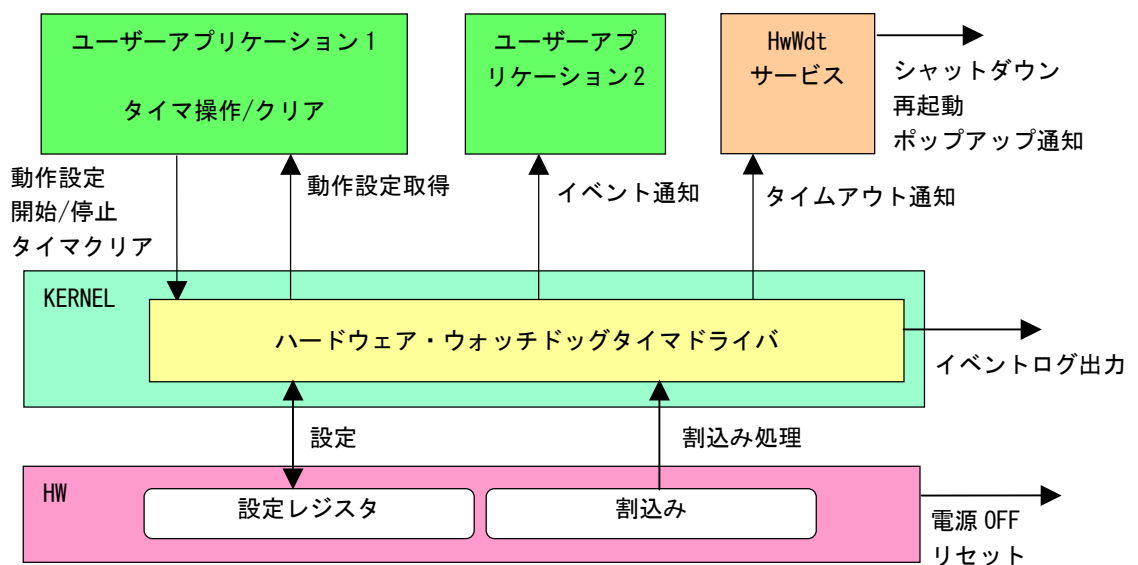 ユーザーアプリケーション１
タイマ操作/クリア
ユーザーアプ
リケーション２
HwWdt
サービス
シャットダウン
再起動
ポップアップ通知
動作設定
開始/停止
タイマクリア
動作設定取得
イベント通知
タイムアウト通知
KERNEL
ハードウェア・ウォッチドッグタイマドライバ
イベントログ出力
設定
割込み処理
HW
設定レジスタ
割込み
電源 OFF
リセット